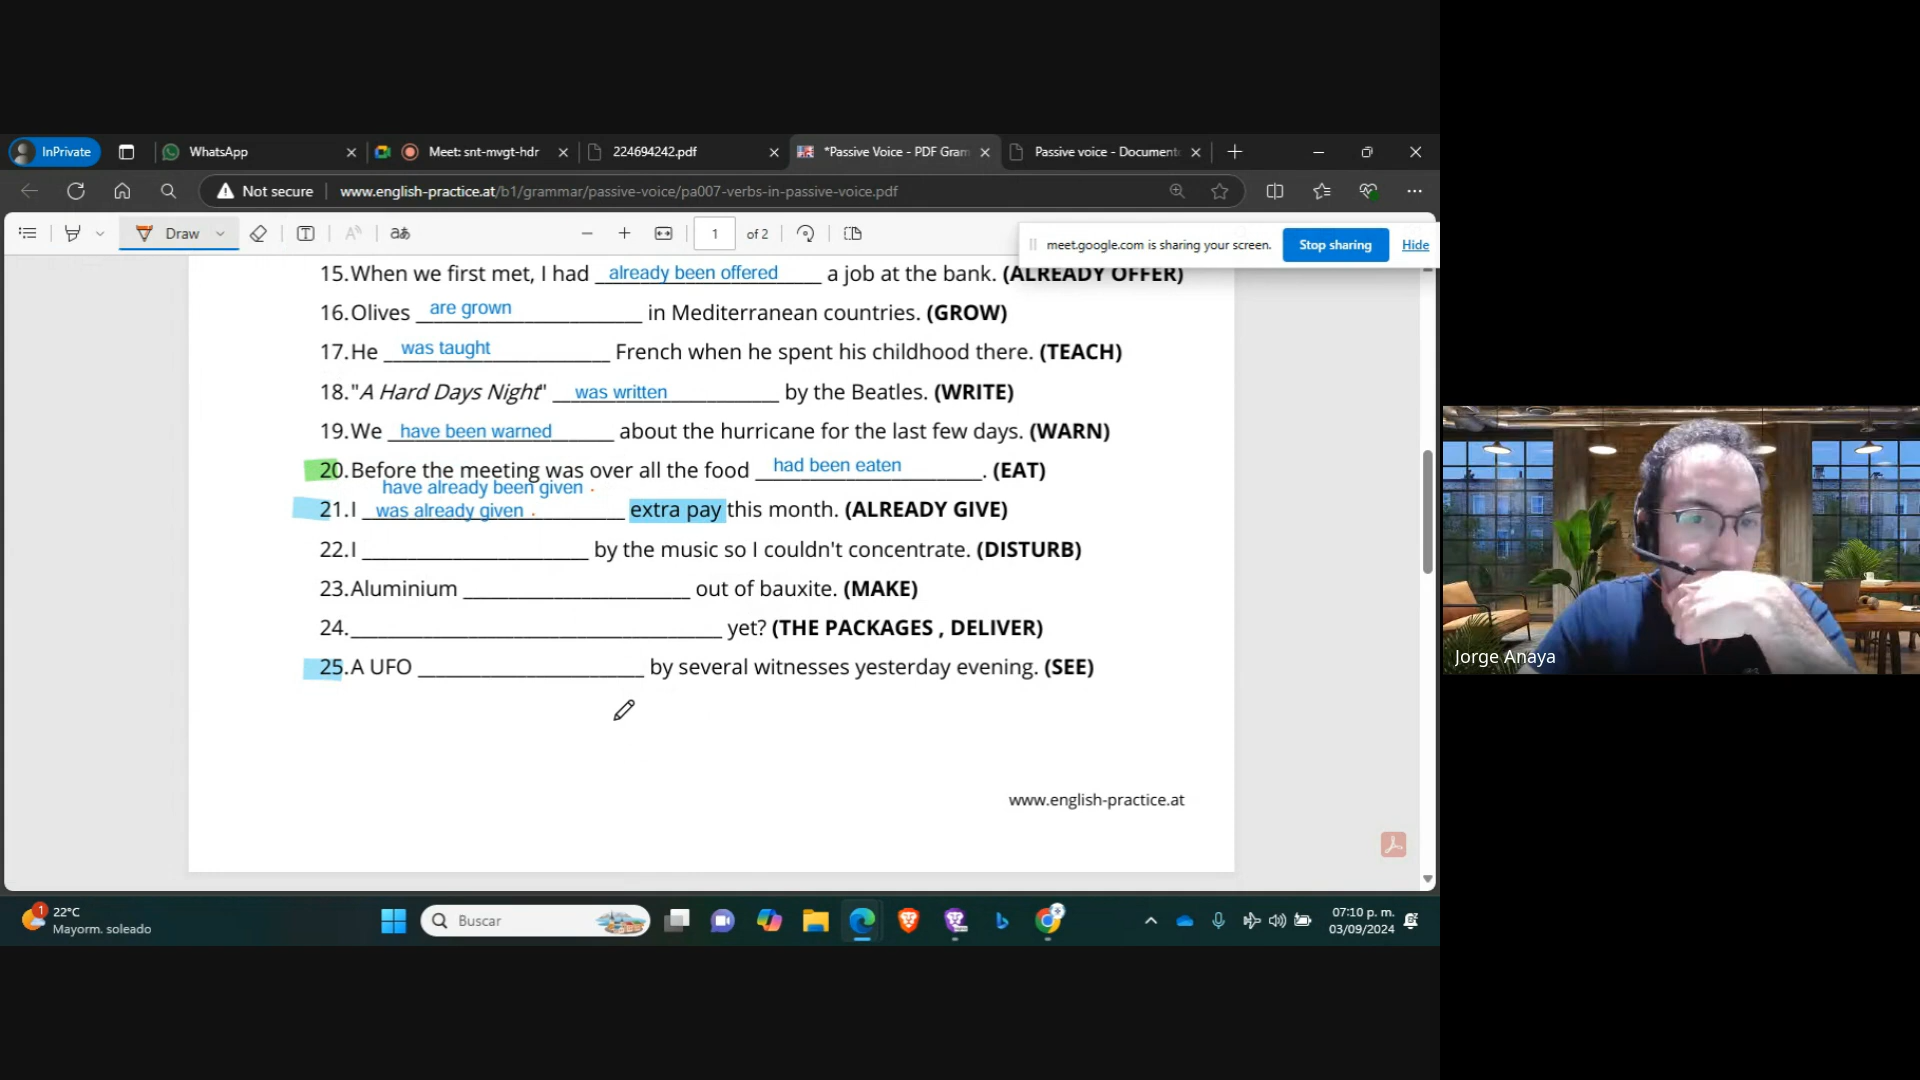 InPrivate
WhatsApp
Meet: snt-mvgt-hdr
224694242.pdf
*Passive Voice - PDF Gram
Passive voice - Document
Not secure
www.english-practice.at/b1/grammar/passive-voice/pa007-verbs-in-passive-voice.pdf
Draw
aあ
1 of 2
meet.google.com is sharing your screen.
Stop sharing
Hide
15. When we first met, I had already been offered a job at the bank. (ALREADY OFFER)
16. Olives are grown in Mediterranean countries. (GROW)
17. He was taught French when he spent his childhood there. (TEACH)
18. "A Hard Days Night" was written by the Beatles. (WRITE)
19. We have been warned about the hurricane for the last few days. (WARN)
20. Before the meeting was over all the food had been eaten. (EAT)
have already been given
21. I was already given extra pay this month. (ALREADY GIVE)
22. I ____________________ by the music so I couldn't concentrate. (DISTURB)
23. Aluminium ____________________ out of bauxite. (MAKE)
24. ________________________________ yet? (THE PACKAGES , DELIVER)
25. A UFO ____________________ by several witnesses yesterday evening. (SEE)
www.english-practice.at
Jorge Anaya
1
22°C
Mayorm. soleado
Buscar
07:10 p. m.
03/09/2024